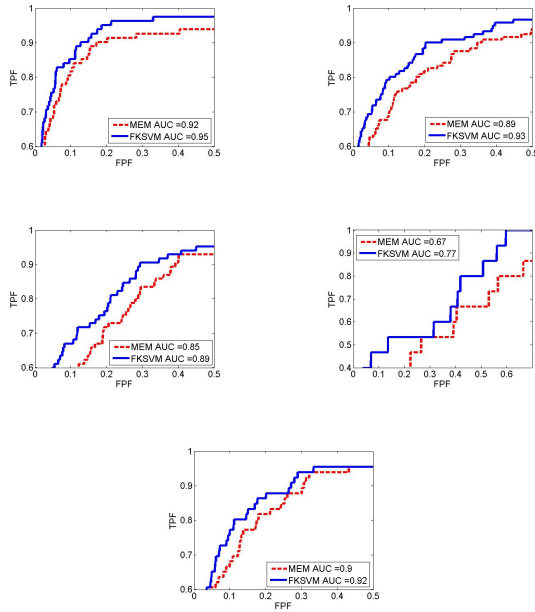 1
0.9
0.8
0.7
0.6
TPF
MEM AUC =0.92
FKSVM AUC =0.95
0 0.1 0.2 0.3 0.4 0.5
FPF
1
0.9
0.8
0.7
0.6
TPF
MEM AUC =0.89
FKSVM AUC =0.93
0 0.1 0.2 0.3 0.4 0.5
FPF
1
0.9
0.8
0.7
0.6
TPF
MEM AUC =0.85
FKSVM AUC =0.89
0 0.1 0.2 0.3 0.4 0.5
FPF
MEM AUC =0.67
FKSVM AUC =0.77
1
0.9
0.8
0.7
0.6
0.5
0.4
TPF
0 0.1 0.2 0.3 0.4 0.5 0.6
FPF
1
0.9
0.8
0.7
0.6
TPF
MEM AUC =0.9
FKSVM AUC =0.92
0 0.1 0.2 0.3 0.4 0.5
FPF